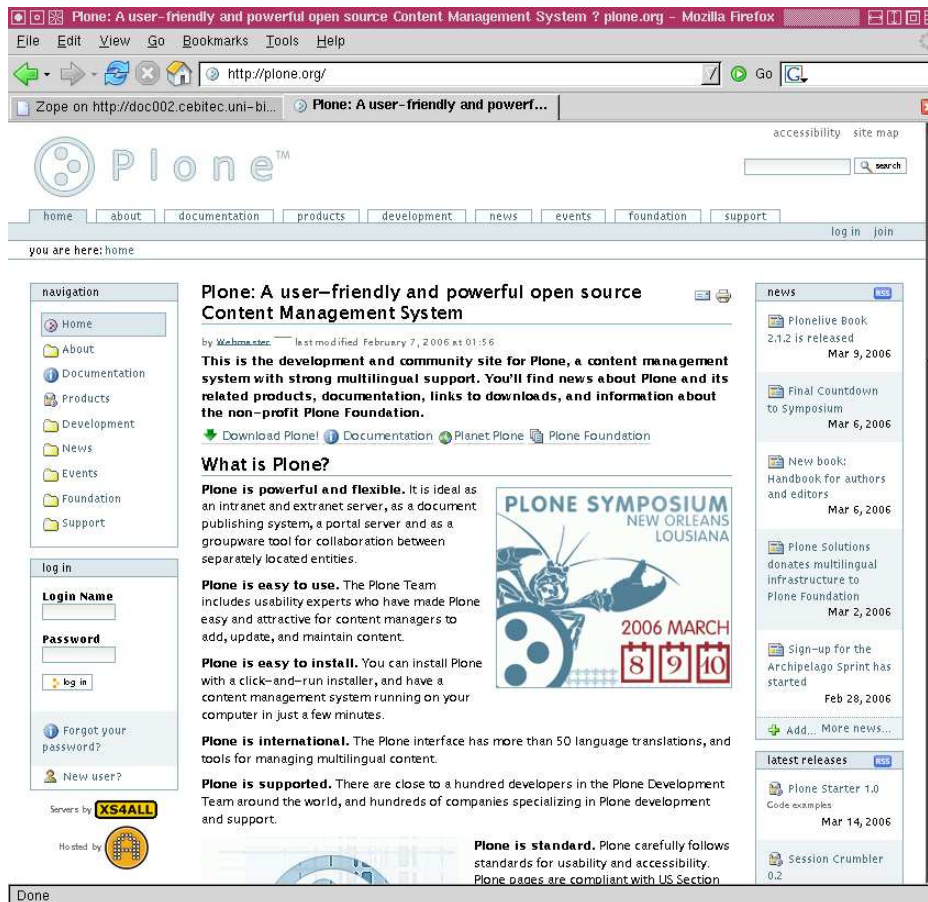 Plone: A user-friendly and powerful open source Content Management System ? plone.org - Mozilla Firefox
File Edit View Go Bookmarks Tools Help
http://plone.org/ Go G
Zope on http://doc002.cebitec.uni-bi... Plone: A user-friendly and powerf...
accessibility site map
Plone™
search
home about documentation products development news events foundation support
log in join
you are here: home
navigation
Home
About
Documentation
Products
Development
News
Events
Foundation
Support
log in
Login Name
Password
log in
Forgot your
password?
New user?
Servers by XS4ALL
Hosted by
Plone: A user-friendly and powerful open source
Content Management System
by Webmaster — last modified February 7, 2006 at 01:56
This is the development and community site for Plone, a content management
system with strong multilingual support. You'll find news about Plone and its
related products, documentation, links to downloads, and information about
the non-profit Plone Foundation.
Download Plone! Documentation Planet Plone Plone Foundation
What is Plone?
Plone is powerful and flexible. It is ideal as
an intranet and extranet server, as a document
publishing system, a portal server and as a
groupware tool for collaboration between
separately located entities.
Plone is easy to use. The Plone Team
includes usability experts who have made Plone
easy and attractive for content managers to
add, update, and maintain content.
Plone is easy to install. You can install Plone
with a click-and-run installer, and have a
content management system running on your
computer in just a few minutes.
PLONE SYMPOSIUM
NEW ORLEANS
LOUSIANA
2006 MARCH
8 9 10
Plone is international. The Plone interface has more than 50 language translations, and
tools for managing multilingual content.
Plone is supported. There are close to a hundred developers in the Plone Development
Team around the world, and hundreds of companies specializing in Plone development
and support.
Plone is standard. Plone carefully follows
standards for usability and accessibility.
Plone pages are compliant with US Section
news RSS
Plonelive Book
2.1.2 is released
Mar 9, 2006
Final Countdown
to Symposium
Mar 6, 2006
New book:
Handbook for authors
and editors
Mar 6, 2006
Plone Solutions
donates multilingual
infrastructure to
Plone Foundation
Mar 2, 2006
Sign-up for the
Archipelago Sprint has
started
Feb 28, 2006
Add... More news...
latest releases RSS
Plone Starter 1.0
Code examples
Mar 14, 2006
Session Crumbler
0.2
Done